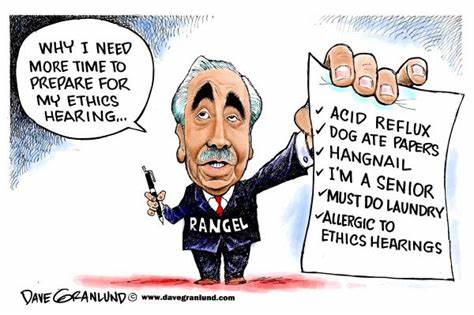 WHY I NEED
MORE TIME TO
PREPARE FOR
MY ETHICS
HEARING...
✓ ACID REFLUX
✓ DOG ATE PAPERS
✓ HANGNAIL
✓ I'M A SENIOR
✓ MUST DO LAUNDRY
✓ ALLERGIC TO
ETHICS HEARINGS
RANGEL
DAVE GRANLUND © www.davegranlund.com